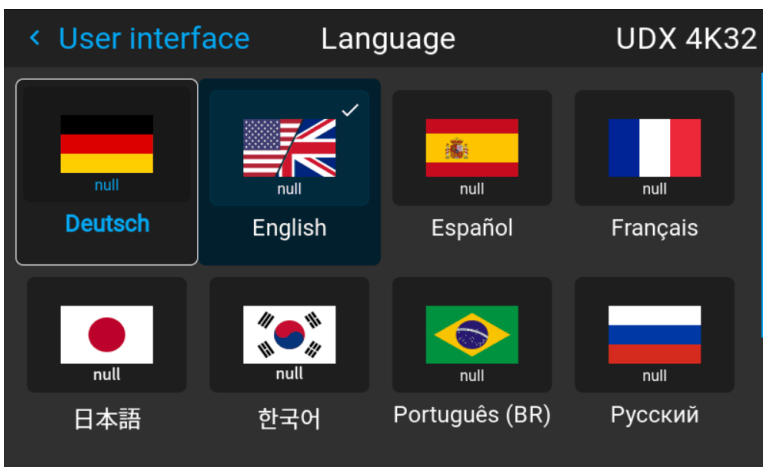 User interface Language UDX 4K32
null null null null
Deutsch English Español Français
null null null null
日本語 한국어 Português (BR) Русский